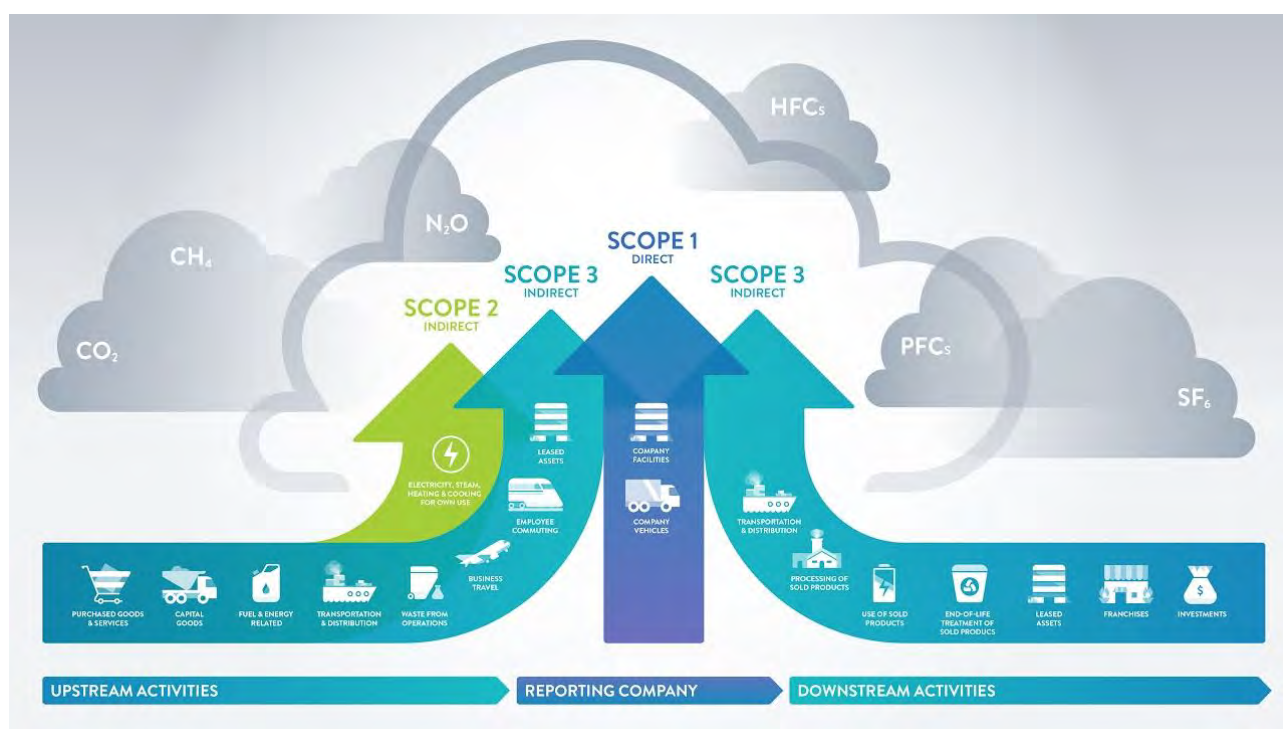 HFCs
N₂O
CH₄
CO₂
PFCs
SF₆
SCOPE 1
DIRECT
SCOPE 3
INDIRECT
SCOPE 3
INDIRECT
SCOPE 2
INDIRECT
ELECTRICITY, STEAM,
HEATING & COOKING
FOR OWN USE
LEASED
ASSETS
EMPLOYEE
COMMUTING
BUSINESS
TRAVEL
COMPANY
FACILITIES
COMPANY
VEHICLES
TRANSPORTATION
& DISTRIBUTION
PROCESSING OF
SOLD PRODUCTS
PURCHASED GOODS
& SERVICES
CAPITAL
GOODS
FUEL & ENERGY
RELATED
TRANSPORTATION
& DISTRIBUTION
WASTE FROM
OPERATIONS
USE OF SOLD
PRODUCTS
END-OF-LIFE
TREATMENT OF
SOLD PRODUCS
LEASED
ASSETS
FRANCHISES
$
INVESTMENTS
UPSTREAM ACTIVITIES
REPORTING COMPANY
DOWNSTREAM ACTIVITIES